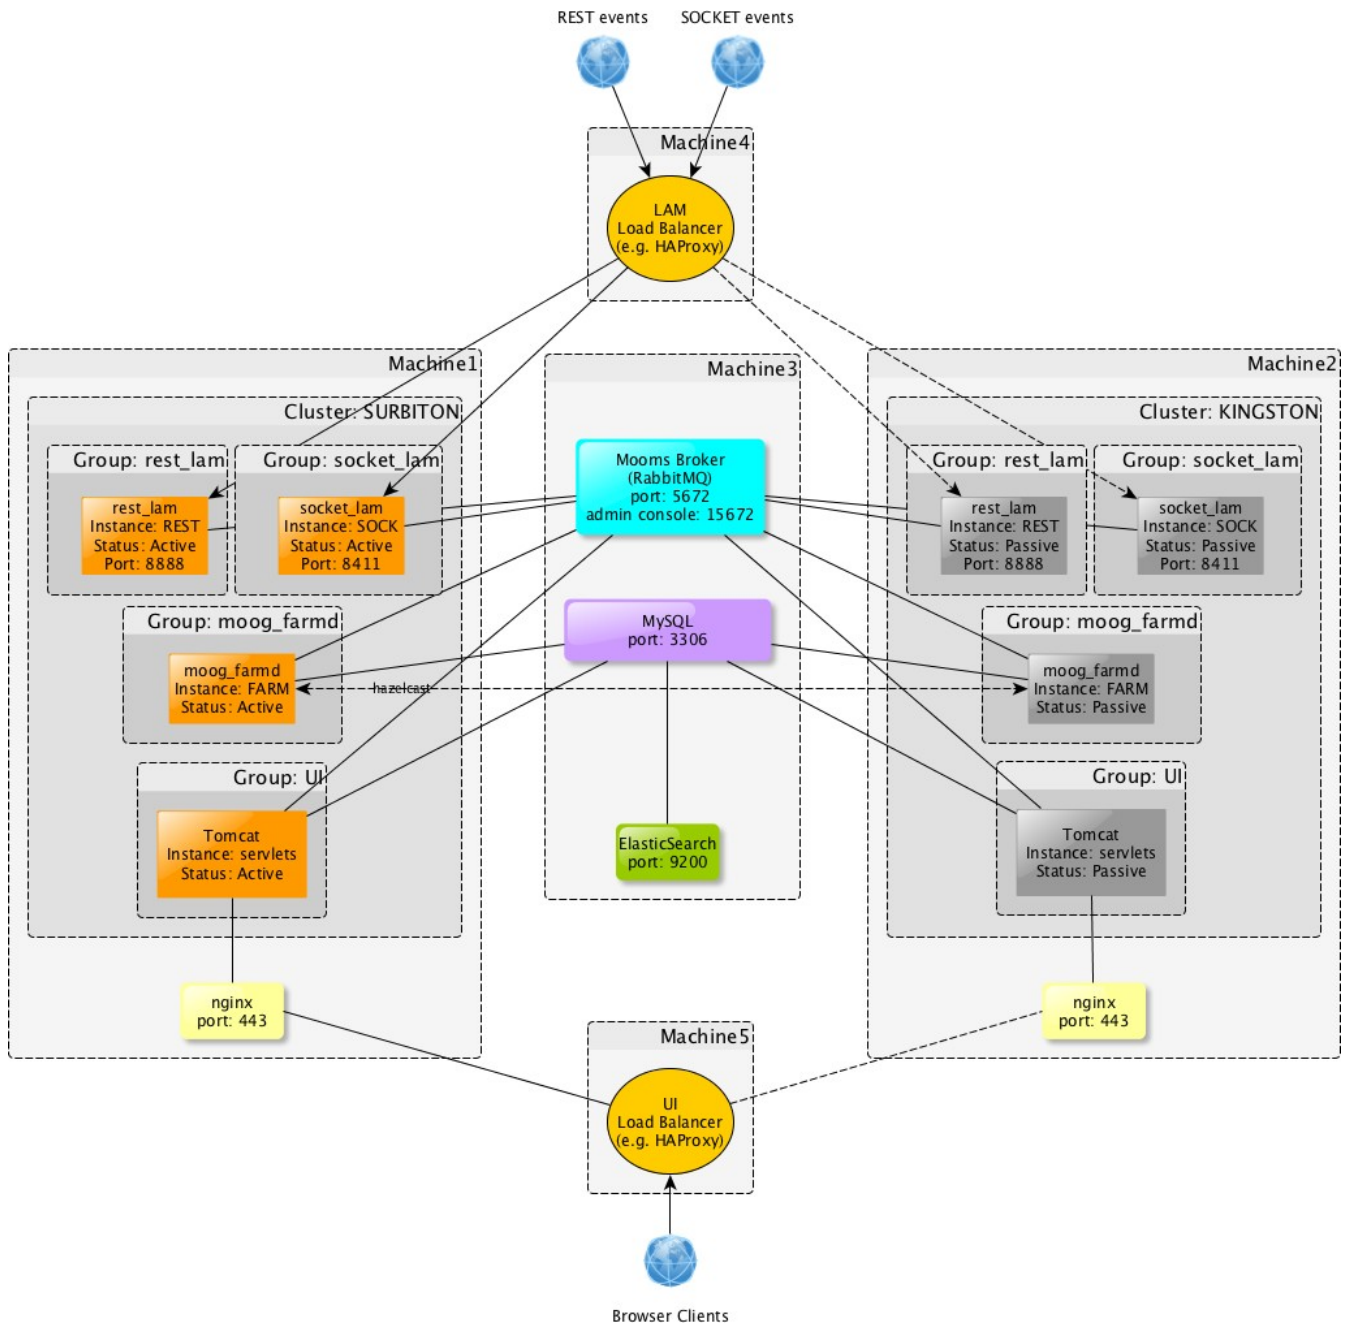 REST events
SOCKET events
Machine4
LAM
Load Balancer
(e.g. HAProxy)
Machine1
Cluster: SURBITON
Group: rest_lam
rest_lam
Instance: REST
Status: Active
Port: 8888
Group: socket_lam
socket_lam
Instance: SOCK
Status: Active
Port: 8411
Group: moog_farmd
moog_farmd
Instance: FARM
Status: Active
hazelcast
Group: UI
Tomcat
Instance: servlets
Status: Active
nginx
port: 443
Machine3
Mooms Broker
(RabbitMQ)
port: 5672
admin console: 15672
MySQL
port: 3306
ElasticSearch
port: 9200
Machine2
Cluster: KINGSTON
Group: rest_lam
rest_lam
Instance: REST
Status: Passive
Port: 8888
Group: socket_lam
socket_lam
Instance: SOCK
Status: Passive
Port: 8411
Group: moog_farmd
moog_farmd
Instance: FARM
Status: Passive
Group: UI
Tomcat
Instance: servlets
Status: Passive
nginx
port: 443
Machine5
UI
Load Balancer
(e.g. HAProxy)
Browser Clients